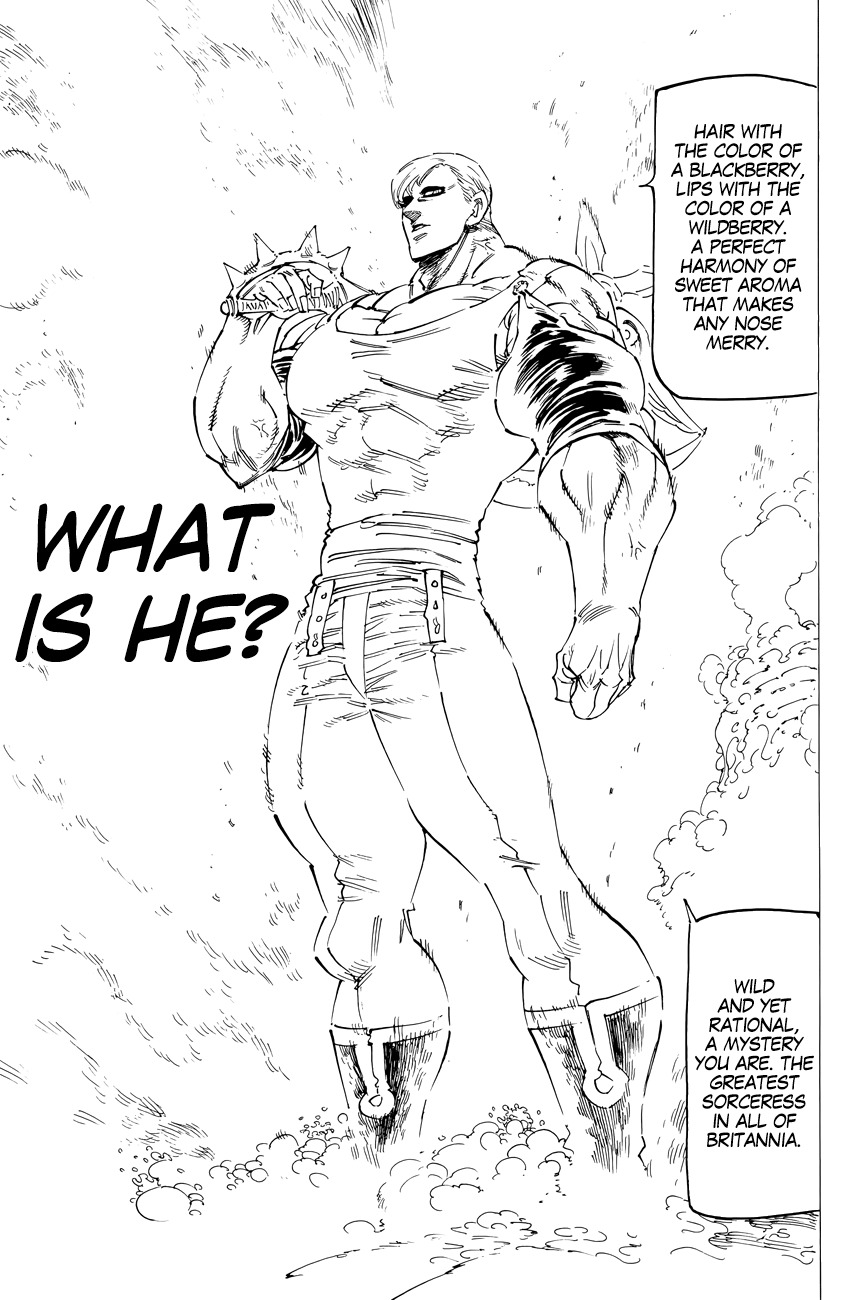 HAIR WITH
THE COLOR OF
A BLACKBERRY,
LIPS WITH THE
COLOR OF A
WILDBERRY.
A PERFECT
HARMONY OF
SWEET AROMA
THAT MAKES
ANY NOSE
MERRY.
WHAT
IS HE?
WILD
AND YET
RATIONAL,
A MYSTERY
YOU ARE. THE
GREATEST
SORCERESS
IN ALL OF
BRITANNIA.